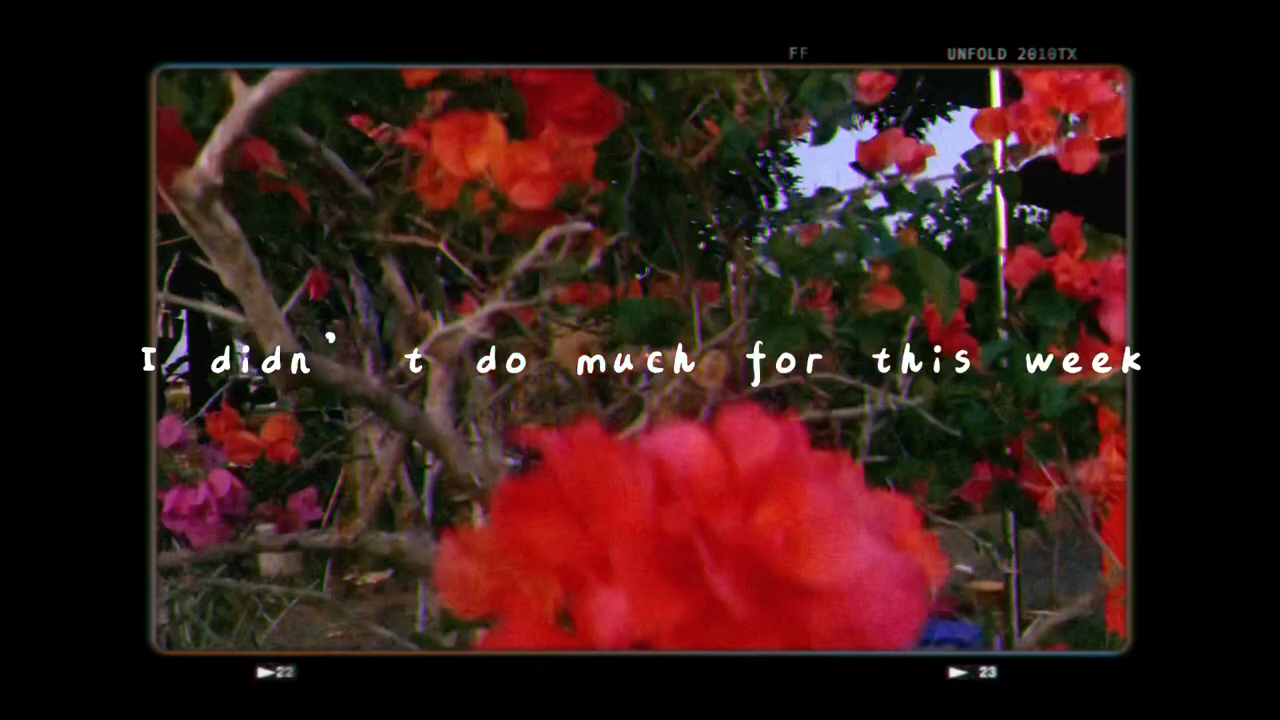 FF UNFOLD 2010TX
I didn't do much for this week
▶22 ▶ 23